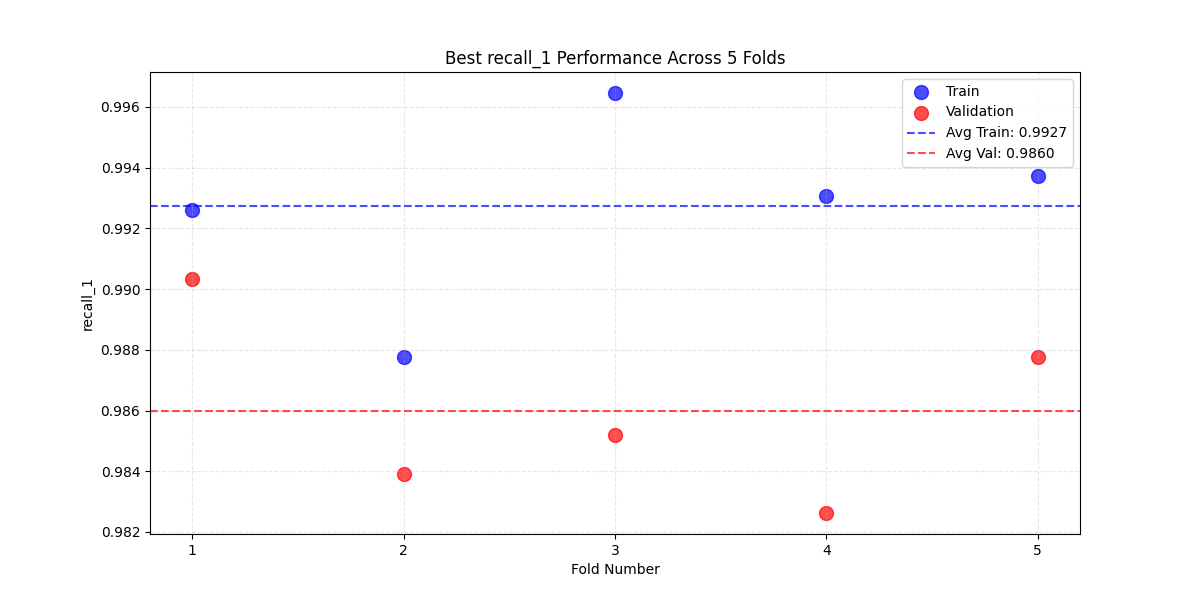 Best recall_1 Performance Across 5 Folds
Train
Validation
Avg Train: 0.9927
Avg Val: 0.9860
0.996
0.994
0.992
0.990
0.988
0.986
0.984
0.982
recall_1
1 2 3 4 5
Fold Number